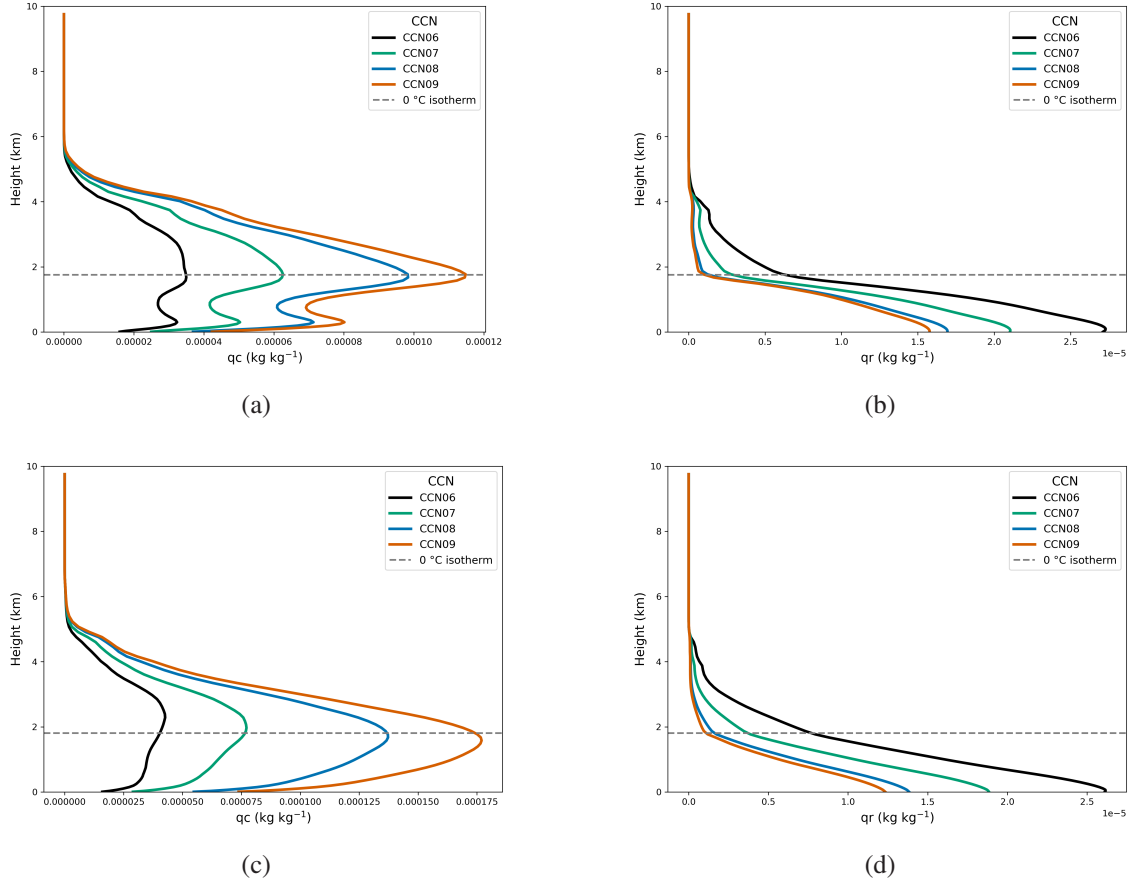 10
8
6
4
2
0
Height (km)
CCN
CCN06
CCN07
CCN08
CCN09
0 °C isotherm
0.00000 0.00002 0.00004 0.00006 0.00008 0.00010 0.00012
qc (kg kg⁻¹)
(a)
10
8
6
4
2
0
Height (km)
CCN
CCN06
CCN07
CCN08
CCN09
0 °C isotherm
0.0 0.5 1.0 1.5 2.0 2.5
1e−5
qr (kg kg⁻¹)
(b)
10
8
6
4
2
0
Height (km)
CCN
CCN06
CCN07
CCN08
CCN09
0 °C isotherm
0.000000 0.000025 0.000050 0.000075 0.000100 0.000125 0.000150 0.000175
qc (kg kg⁻¹)
(c)
10
8
6
4
2
0
Height (km)
CCN
CCN06
CCN07
CCN08
CCN09
0 °C isotherm
0.0 0.5 1.0 1.5 2.0 2.5
1e−5
qr (kg kg⁻¹)
(d)